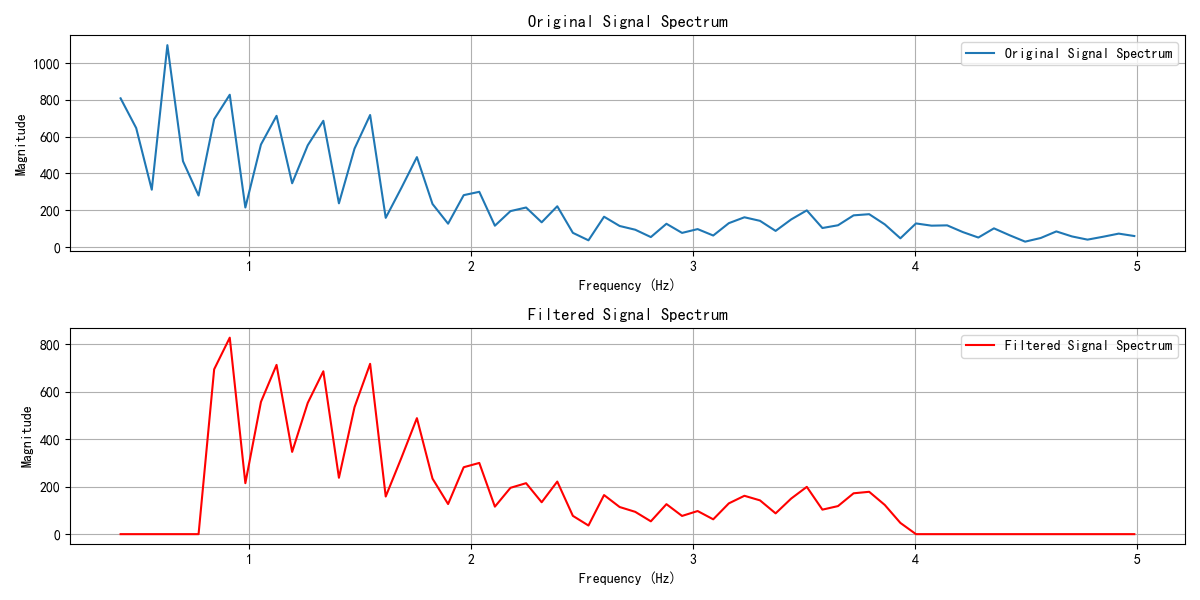 Original Signal Spectrum
Original Signal Spectrum
Magnitude
1000
800
600
400
200
0
1 2 3 4 5
Frequency (Hz)
Filtered Signal Spectrum
Filtered Signal Spectrum
Magnitude
800
600
400
200
0
1 2 3 4 5
Frequency (Hz)